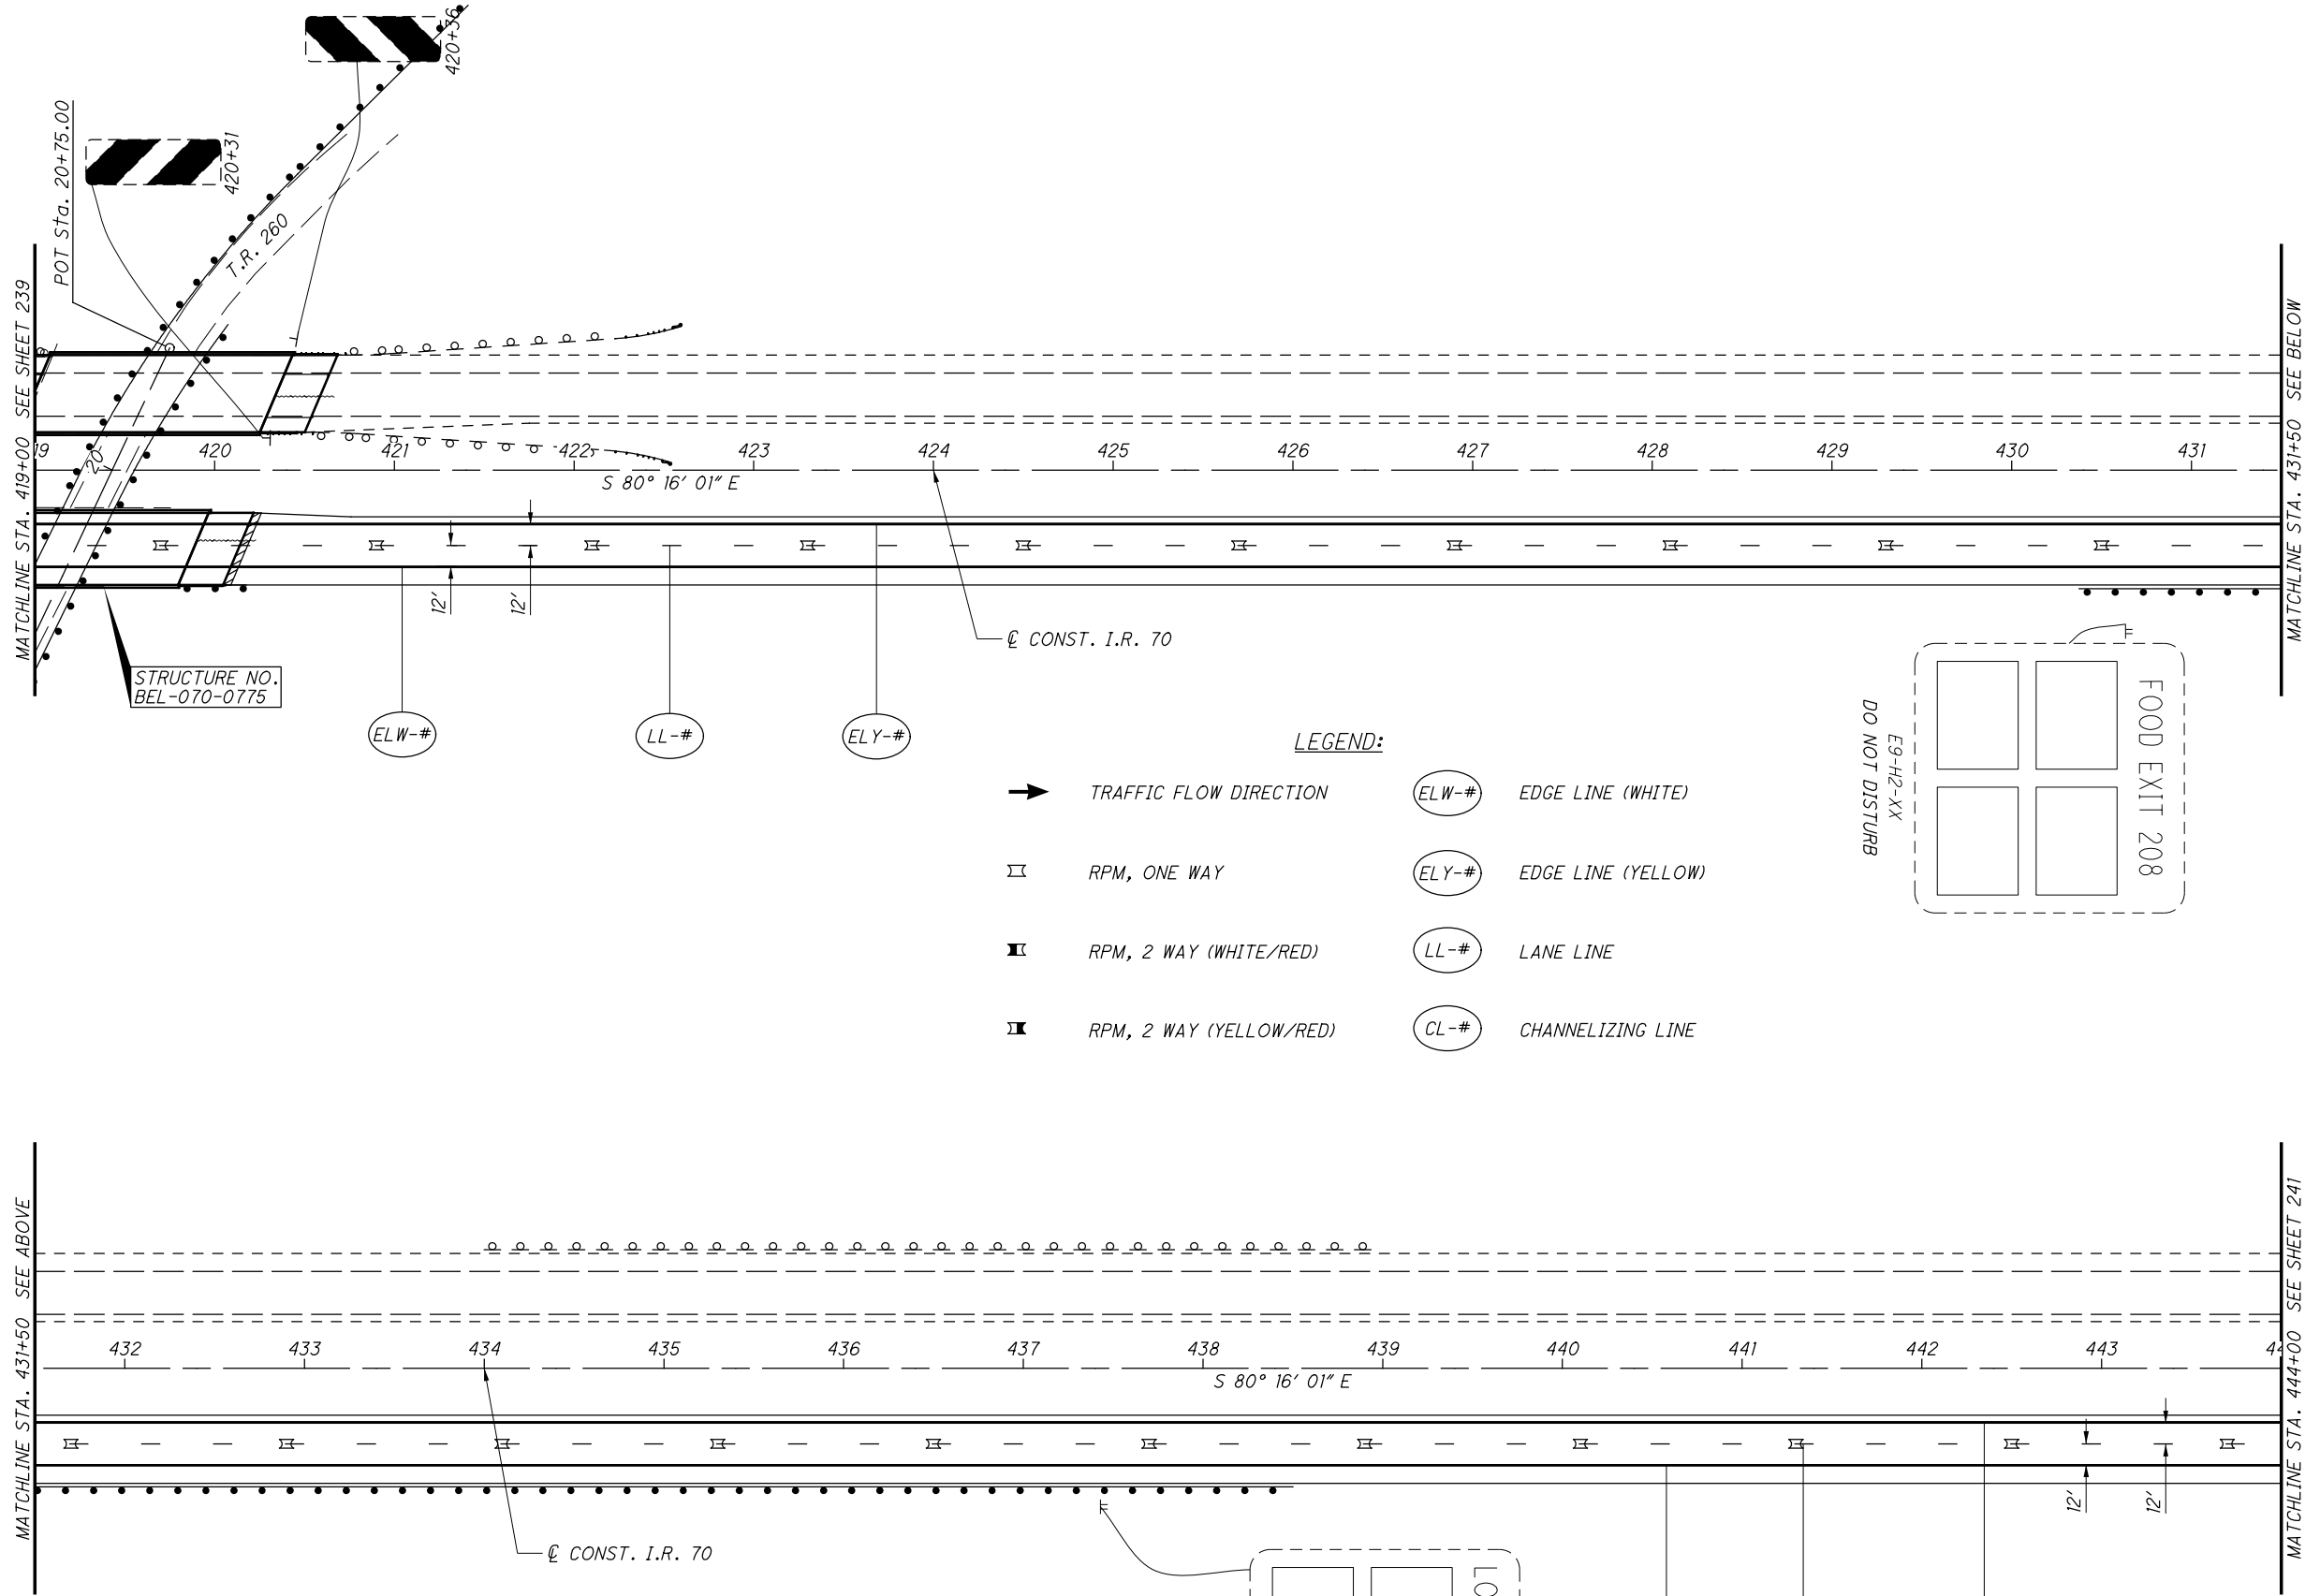 420+36
POT Sta. 20+75.00
420+31
T.R. 260
MATCHLINE STA. 419+00 SEE SHEET 239
MATCHLINE STA. 431+50 SEE BELOW
19 420 421 422 423 424 425 426 427 428 429 430 431
20
S 80° 16' 01" E
12'
12'
℄ CONST. I.R. 70
STRUCTURE NO.
BEL-070-0775
ELW-#
LL-#
ELY-#
FOOD EXIT 208
E9-H2-XX
DO NOT DISTURB
LEGEND:
TRAFFIC FLOW DIRECTION
ELW-# EDGE LINE (WHITE)
RPM, ONE WAY
ELY-# EDGE LINE (YELLOW)
RPM, 2 WAY (WHITE/RED)
LL-# LANE LINE
RPM, 2 WAY (YELLOW/RED)
CL-# CHANNELIZING LINE
MATCHLINE STA. 431+50 SEE ABOVE
MATCHLINE STA. 444+00 SEE SHEET 241
432 433 434 435 436 437 438 439 440 441 442 443 44
S 80° 16' 01" E
12'
12'
℄ CONST. I.R. 70
LO